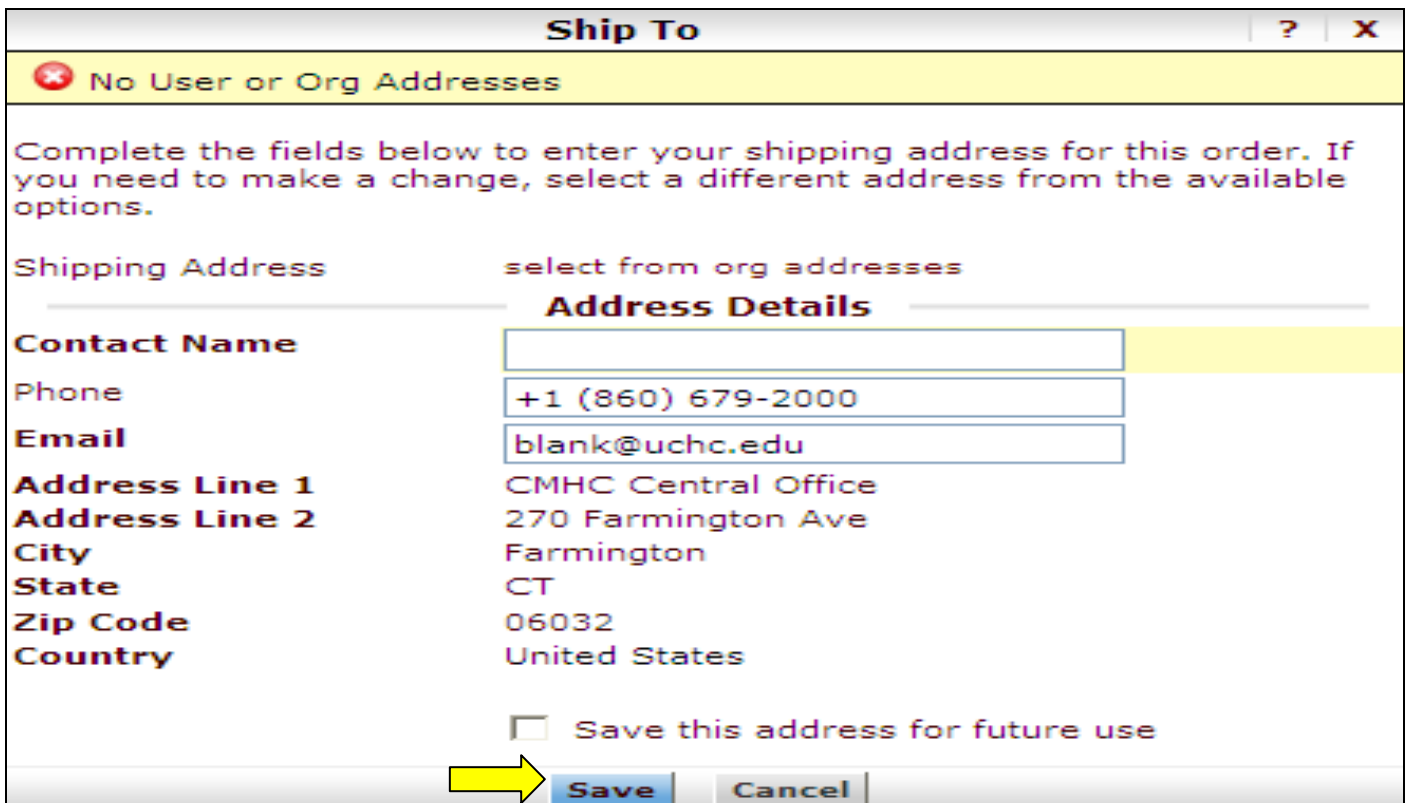 Ship To ? X
No User or Org Addresses
Complete the fields below to enter your shipping address for this order. If
you need to make a change, select a different address from the available
options.
Shipping Address select from org addresses
Address Details
Contact Name
Phone +1 (860) 679-2000
Email blank@uchc.edu
Address Line 1 CMHC Central Office
Address Line 2 270 Farmington Ave
City Farmington
State CT
Zip Code 06032
Country United States
Save this address for future use
Save Cancel